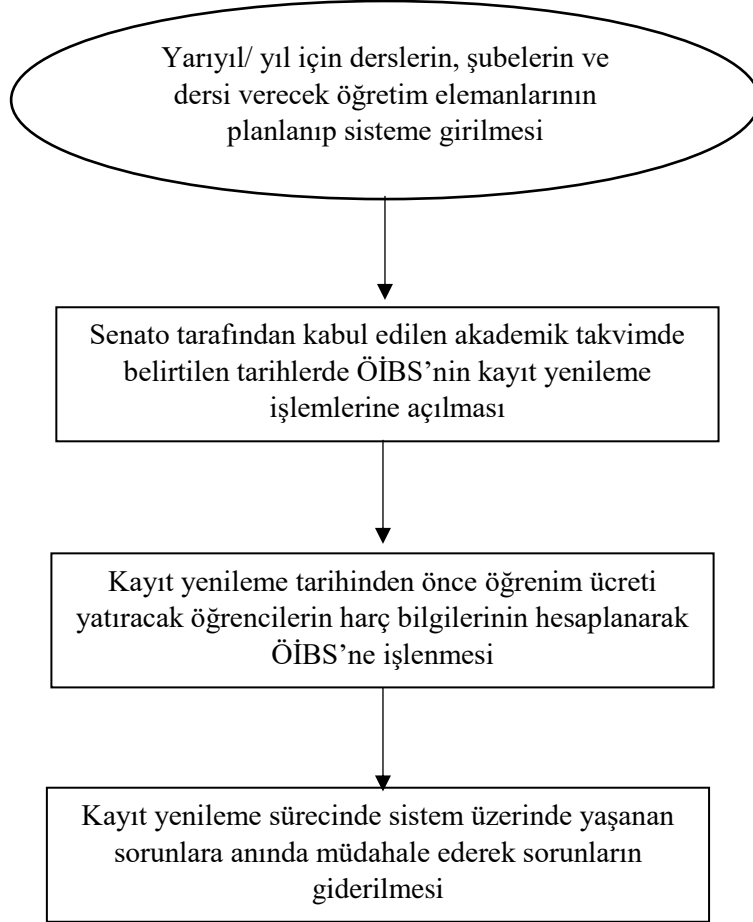 Yarıyıl/ yıl için derslerin, şubelerin ve
dersi verecek öğretim elemanlarının
planlanıp sisteme girilmesi
Senato tarafından kabul edilen akademik takvimde
belirtilen tarihlerde ÖİBS’nin kayıt yenileme
işlemlerine açılması
Kayıt yenileme tarihinden önce öğrenim ücreti
yatıracak öğrencilerin harç bilgilerinin hesaplanarak
ÖİBS’ne işlenmesi
Kayıt yenileme sürecinde sistem üzerinde yaşanan
sorunlara anında müdahale ederek sorunların
giderilmesi